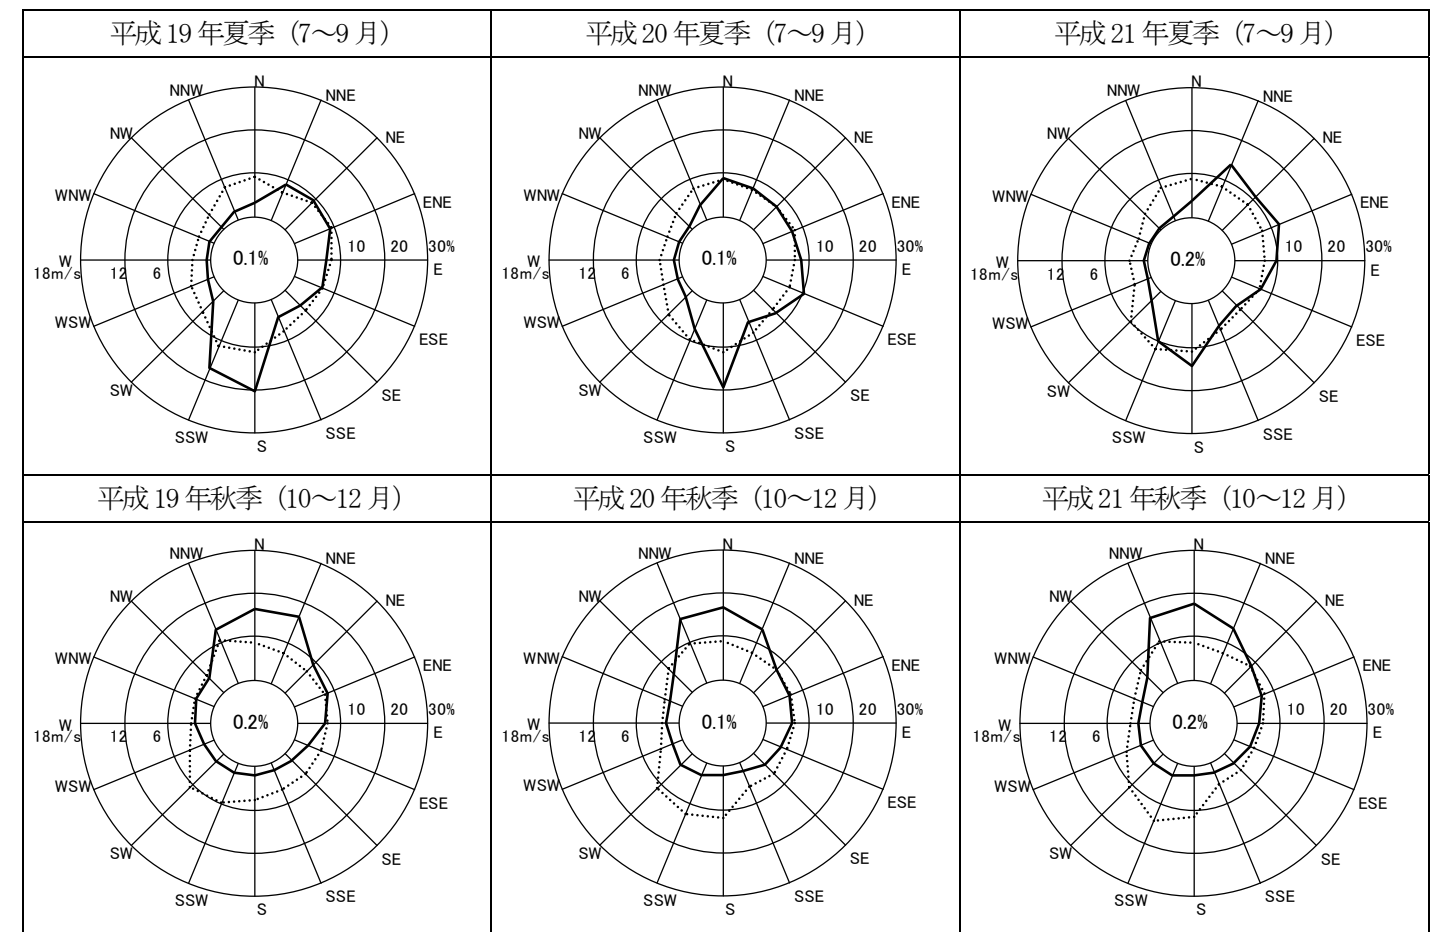 平成19年夏季（7～9月）
平成20年夏季（7～9月）
平成21年夏季（7～9月）
N
NNW NNE
NW NE
WNW ENE
0.1% 10 20 30%
W E
18m/s 12 6
WSW ESE
SW SE
SSW SSE
S
N
NNW NNE
NW NE
WNW ENE
0.1% 10 20 30%
W E
18m/s 12 6
WSW ESE
SW SE
SSW SSE
S
N
NNW NNE
NW NE
WNW ENE
0.2% 10 20 30%
W E
18m/s 12 6
WSW ESE
SW SE
SSW SSE
S
平成19年秋季（10～12月）
平成20年秋季（10～12月）
平成21年秋季（10～12月）
N
NNW NNE
NW NE
WNW ENE
0.2% 10 20 30%
W E
18m/s 12 6
WSW ESE
SW SE
SSW SSE
S
N
NNW NNE
NW NE
WNW ENE
0.1% 10 20 30%
W E
18m/s 12 6
WSW ESE
SW SE
SSW SSE
S
N
NNW NNE
NW NE
WNW ENE
0.2% 10 20 30%
W E
18m/s 12 6
WSW ESE
SW SE
SSW SSE
S